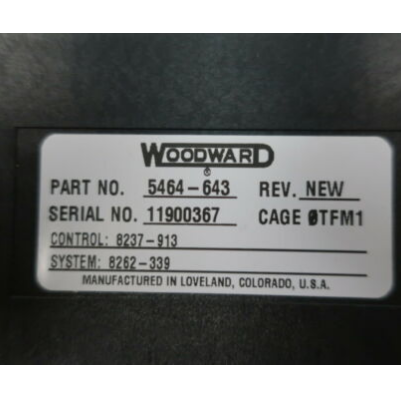 WOODWARD
®
PART NO. 5464-643 REV. NEW
SERIAL NO. 11900367 CAGE 0TFM1
CONTROL: 8237-913
SYSTEM: 8262-339
MANUFACTURED IN LOVELAND, COLORADO, U.S.A.